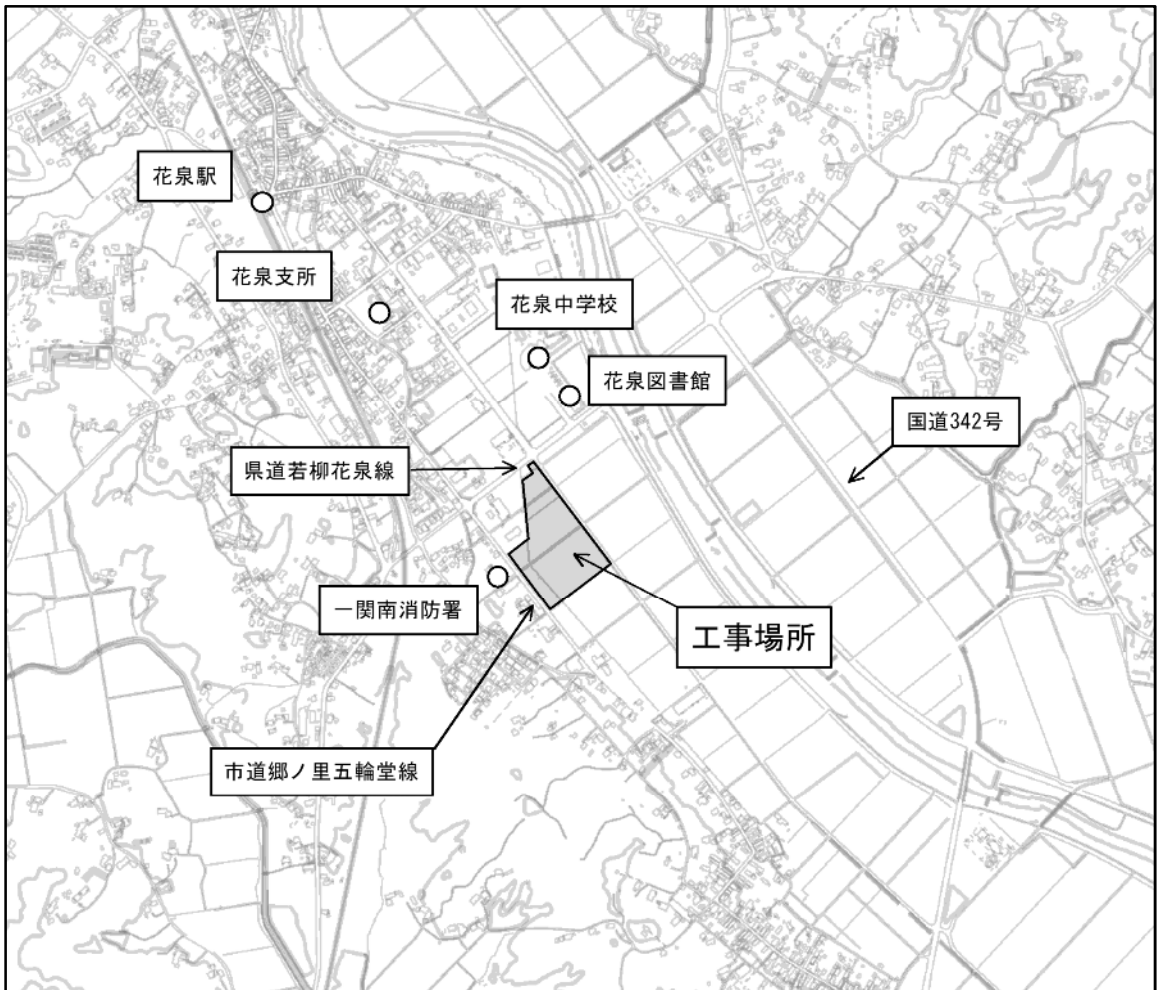 花泉駅
花泉支所
花泉中学校
花泉図書館
国道342号
県道若柳花泉線
一関南消防署
工事場所
市道郷ノ里五輪堂線